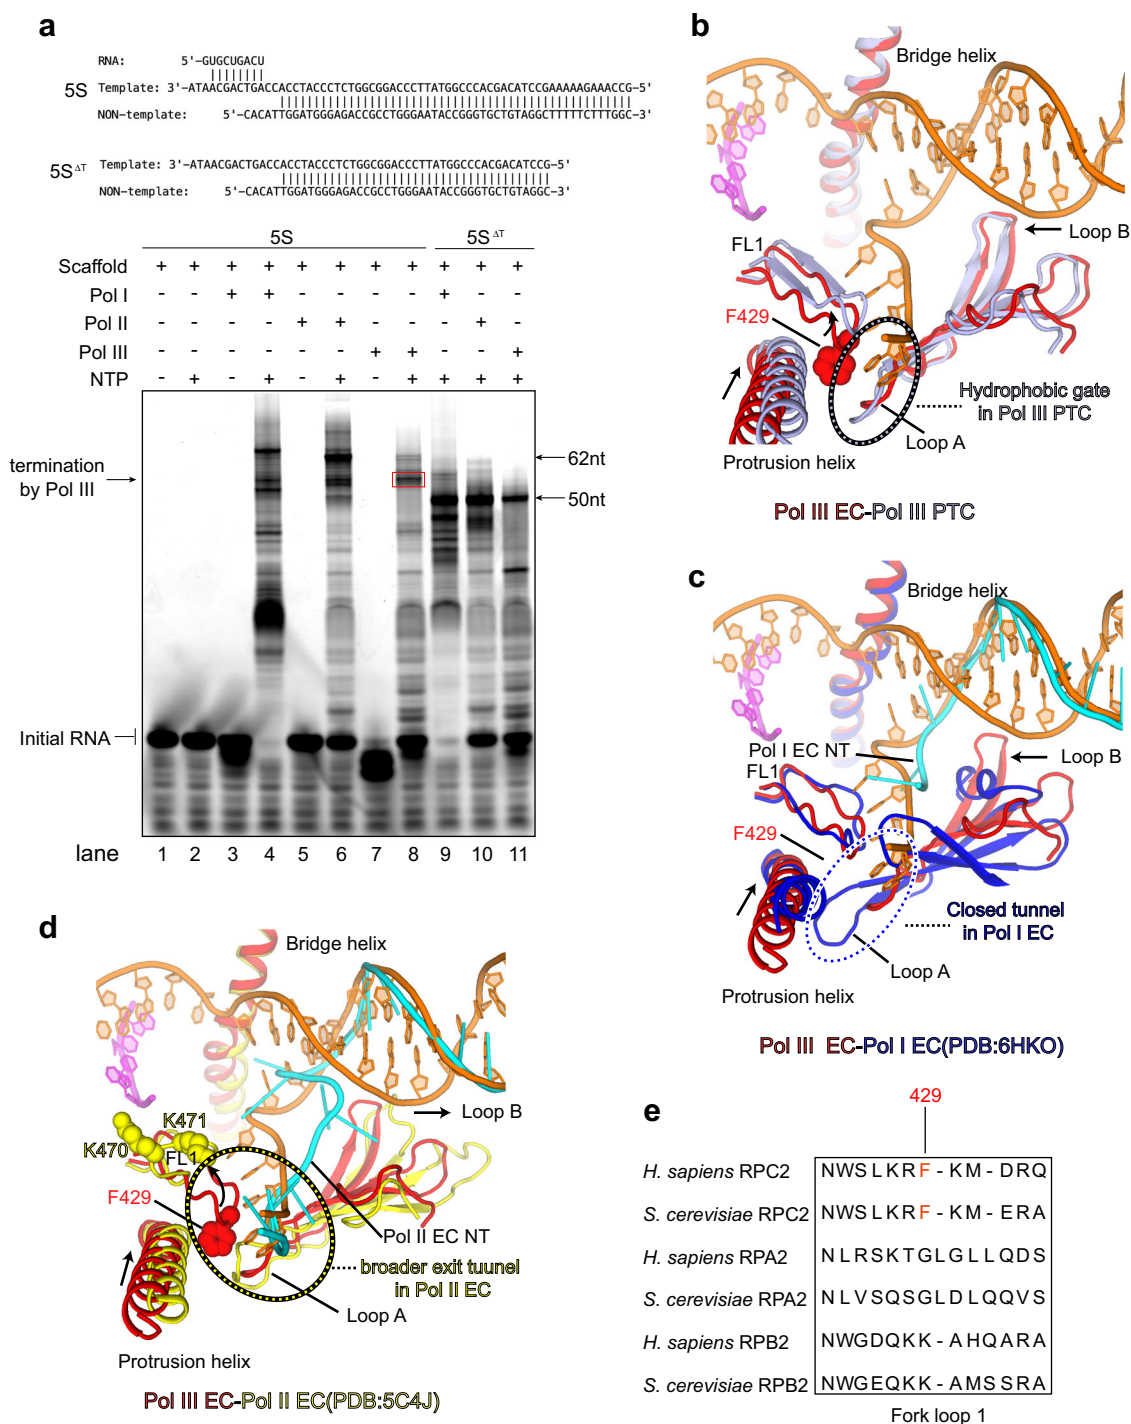 a
RNA: 5'-GUGCUGACU
5S Template: 3'-ATAACGACTGACCACCTACCCTCTGGCGGACCCTTATGGCCCACGACATCCGAAAAAGAAACCG-5'
NON-template: 5'-CACATTGGATGGGAGACCGCCTGGGAATACCGGGTGCTGTAGGCTTTTTCTTTGGC-3'
5SΔT Template: 3'-ATAACGACTGACCACCTACCCTCTGGCGGACCCTTATGGCCCACGACATCCG-5'
NON-template: 5'-CACATTGGATGGGAGACCGCCTGGGAATACCGGGTGCTGTAGGC-3'
5S 5SΔT
Scaffold + + + + + + + + + + +
Pol I - - + + - - - - + - -
Pol II - - - - + + - - - + -
Pol III - - - - - - + + - - +
NTP - + - + - + - + + + +
termination
by Pol III
62nt
50nt
Initial RNA
lane 1 2 3 4 5 6 7 8 9 10 11
b
Bridge helix
Loop B
FL1
F429
Hydrophobic gate
in Pol III PTC
Loop A
Protrusion helix
Pol III EC-Pol III PTC
c
Bridge helix
Pol I EC NT
Loop B
FL1
F429
Closed tunnel
in Pol I EC
Loop A
Protrusion helix
Pol III EC-Pol I EC(PDB:6HKO)
d
Bridge helix
Loop B
K471
K470
FL1
F429
Pol II EC NT
broader exit tuunel
in Pol II EC
Loop A
Protrusion helix
Pol III EC-Pol II EC(PDB:5C4J)
e
429
H. sapiens RPC2 NWSLKRF-KM-DRQ
S. cerevisiae RPC2 NWSLKRF-KM-ERA
H. sapiens RPA2 NLRSKTGLGLLQDS
S. cerevisiae RPA2 NLVSQSGLDLQQVS
H. sapiens RPB2 NWGDQKK-AHQARA
S. cerevisiae RPB2 NWGEQKK-AMSSRA
Fork loop 1